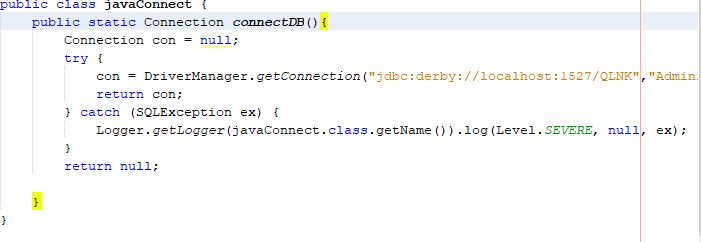 public class javaConnect {
public static Connection connectDB(){
Connection con = null;
try {
con = DriverManager.getConnection("jdbc:derby://localhost:1527/QLNK","Admin
return con;
} catch (SQLException ex) {
Logger.getLogger(javaConnect.class.getName()).log(Level.SEVERE, null, ex);
}
return null;
}
}